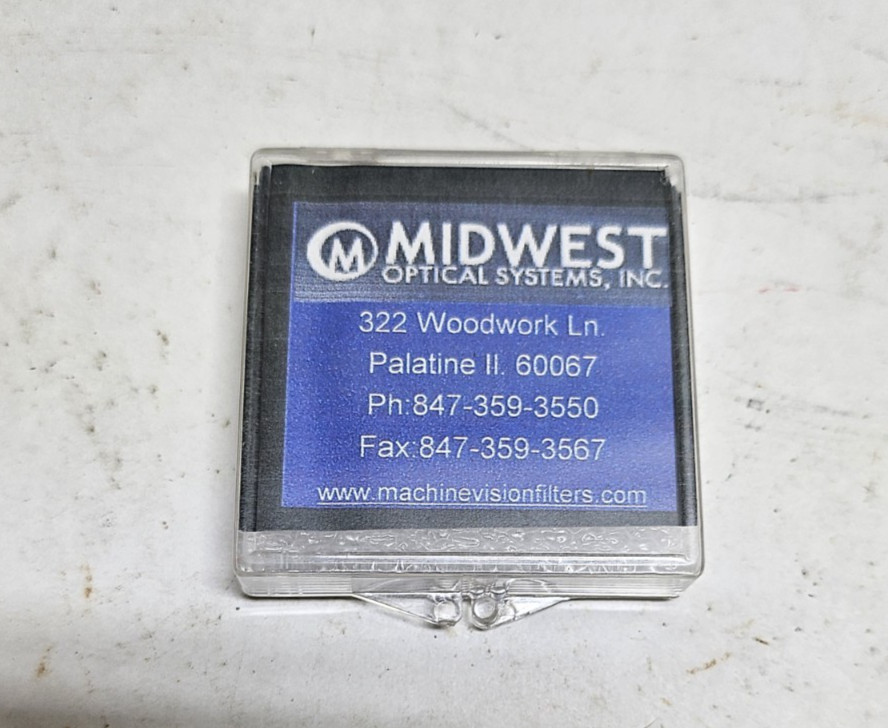 M MIDWEST
OPTICAL SYSTEMS, INC.
322 Woodwork Ln.
Palatine Il. 60067
Ph:847-359-3550
Fax:847-359-3567
www.machinevisionfilters.com